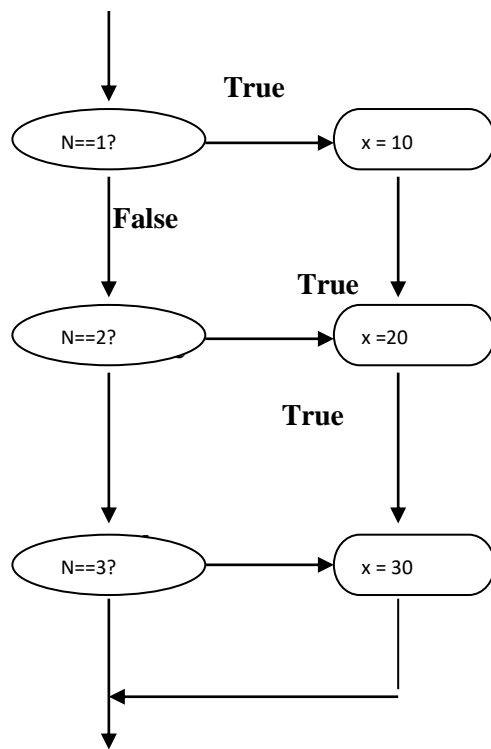 True
N==1?
x = 10
False
True
N==2?
x =20
True
N==3?
x = 30